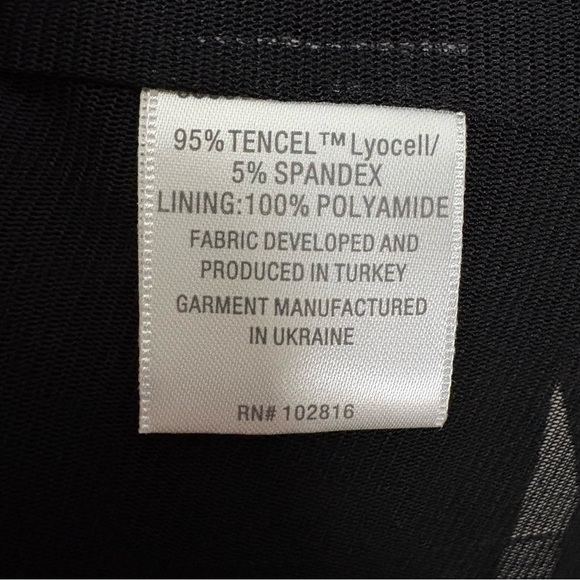 95% TENCEL™ Lyocell/
5% SPANDEX
LINING:100% POLYAMIDE
FABRIC DEVELOPED AND
PRODUCED IN TURKEY
GARMENT MANUFACTURED
IN UKRAINE
RN# 102816